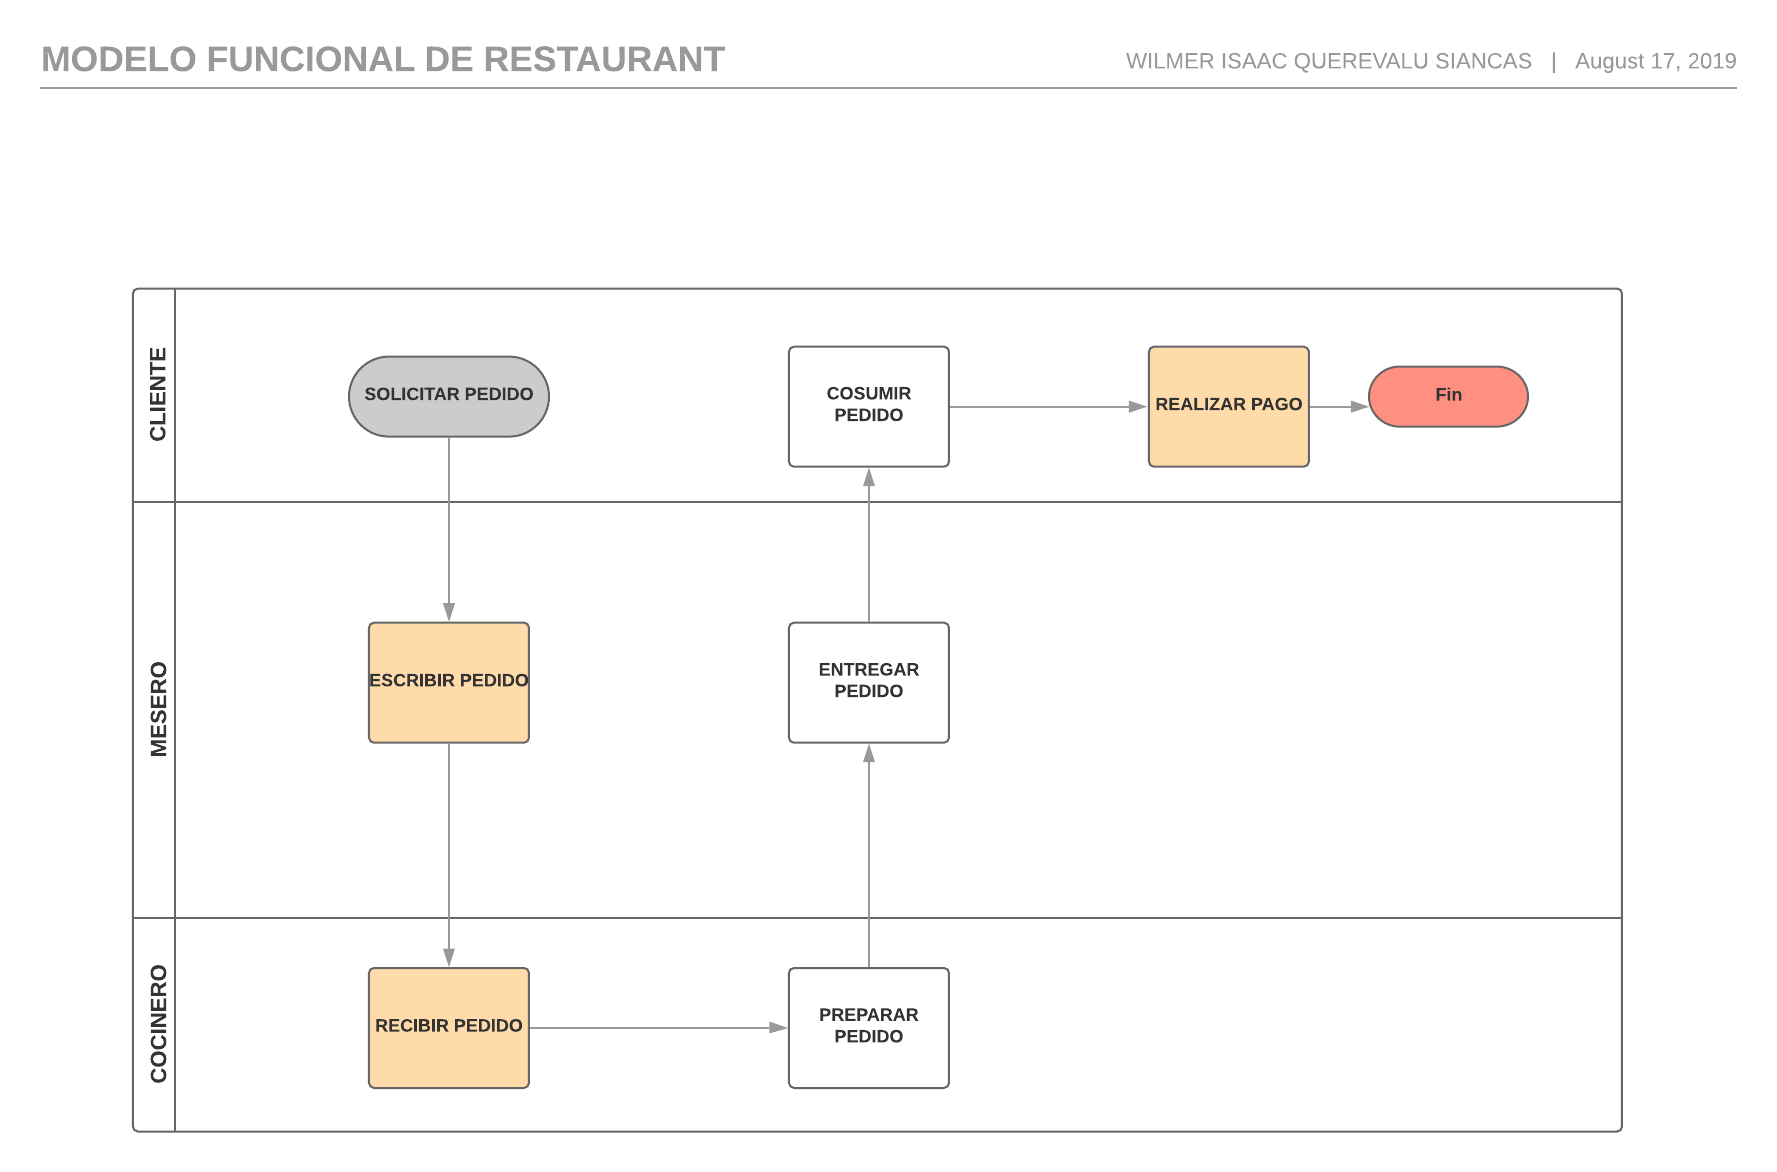 MODELO FUNCIONAL DE RESTAURANT
WILMER ISAAC QUEREVALU SIANCAS | August 17, 2019
CLIENTE
SOLICITAR PEDIDO
COSUMIR
PEDIDO
REALIZAR PAGO
Fin
MESERO
ESCRIBIR PEDIDO
ENTREGAR
PEDIDO
COCINERO
RECIBIR PEDIDO
PREPARAR
PEDIDO